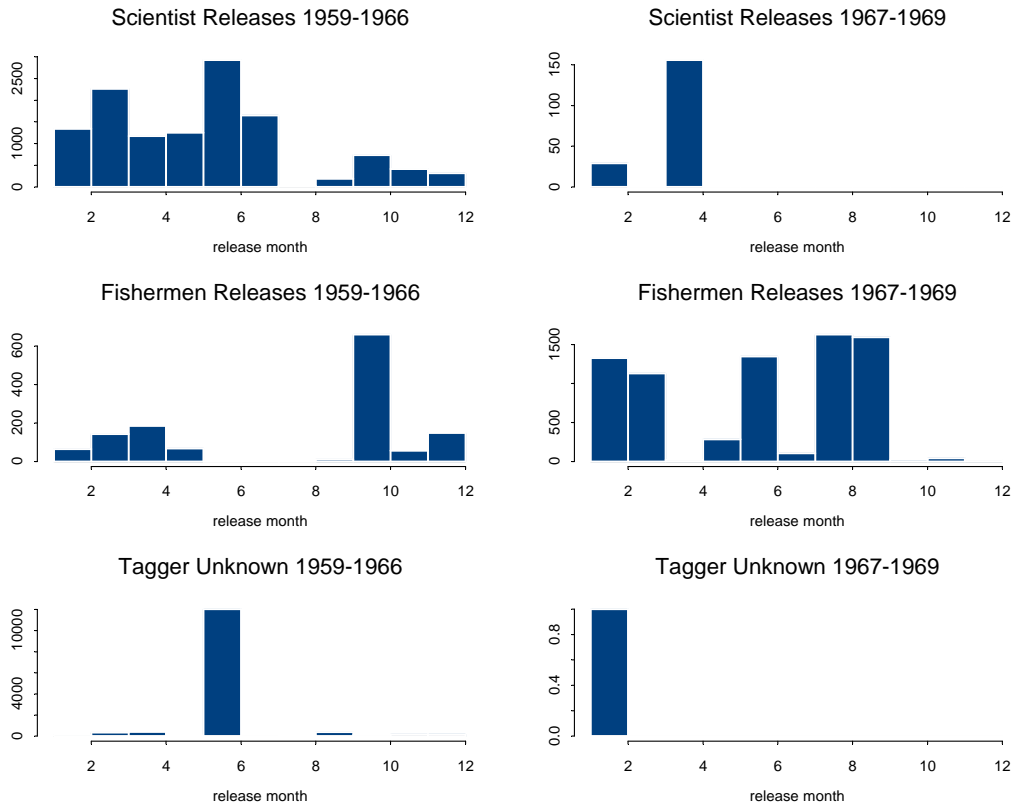 Scientist Releases 1959-1966
2500
1000
0
2 4 6 8 10 12
release month
Scientist Releases 1967-1969
150
100
50
0
2 4 6 8 10 12
release month
Fishermen Releases 1959-1966
600
400
200
0
2 4 6 8 10 12
release month
Fishermen Releases 1967-1969
1500
500
0
2 4 6 8 10 12
release month
Tagger Unknown 1959-1966
10000
4000
0
2 4 6 8 10 12
release month
Tagger Unknown 1967-1969
0.8
0.4
0.0
2 4 6 8 10 12
release month